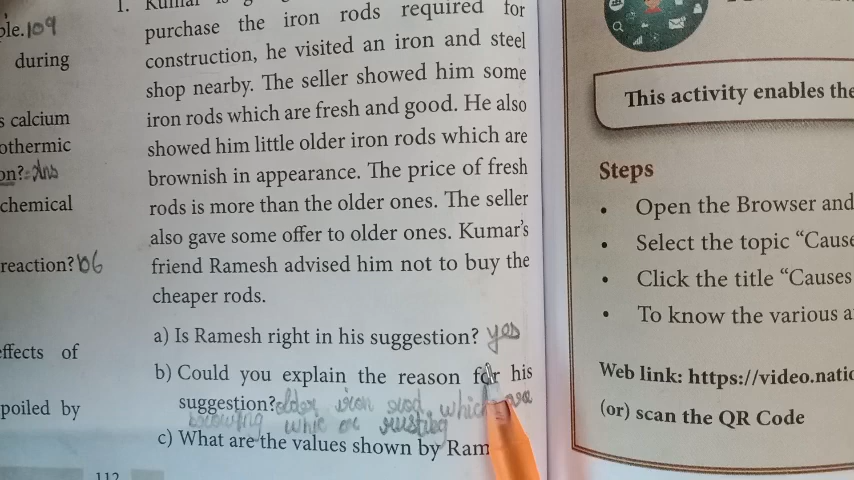 ple.109
during
s calcium
othermic
on?=Ans
chemical
reaction?106
effects of
poiled by
112
1. Kumar is
purchase the iron rods required for
construction, he visited an iron and steel
shop nearby. The seller showed him some
iron rods which are fresh and good. He also
showed him little older iron rods which are
brownish in appearance. The price of fresh
rods is more than the older ones. The seller
also gave some offer to older ones. Kumar's
friend Ramesh advised him not to buy the
cheaper rods.
a) Is Ramesh right in his suggestion? yes
b) Could you explain the reason for his
suggestion? older iron rod. which are
c) What are the values shown by Ram
This activity enables the
Steps
• Open the Browser and
• Select the topic "Cause
• Click the title "Causes
• To know the various a
Web link: https://video.natio
(or) scan the QR Code